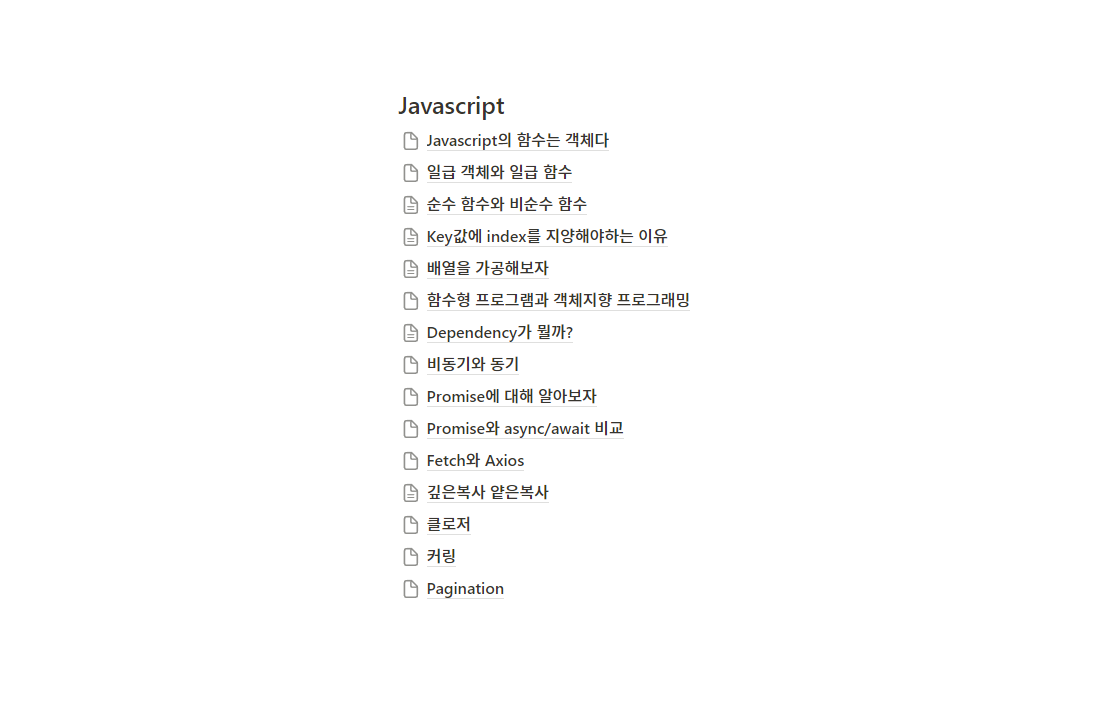 Javascript
Javascript의 함수는 객체다
일급 객체와 일급 함수
순수 함수와 비순수 함수
Key값에 index를 지양해야하는 이유
배열을 가공해보자
함수형 프로그램과 객체지향 프로그래밍
Dependency가 뭘까?
비동기와 동기
Promise에 대해 알아보자
Promise와 async/await 비교
Fetch와 Axios
깊은복사 얕은복사
클로저
커링
Pagination